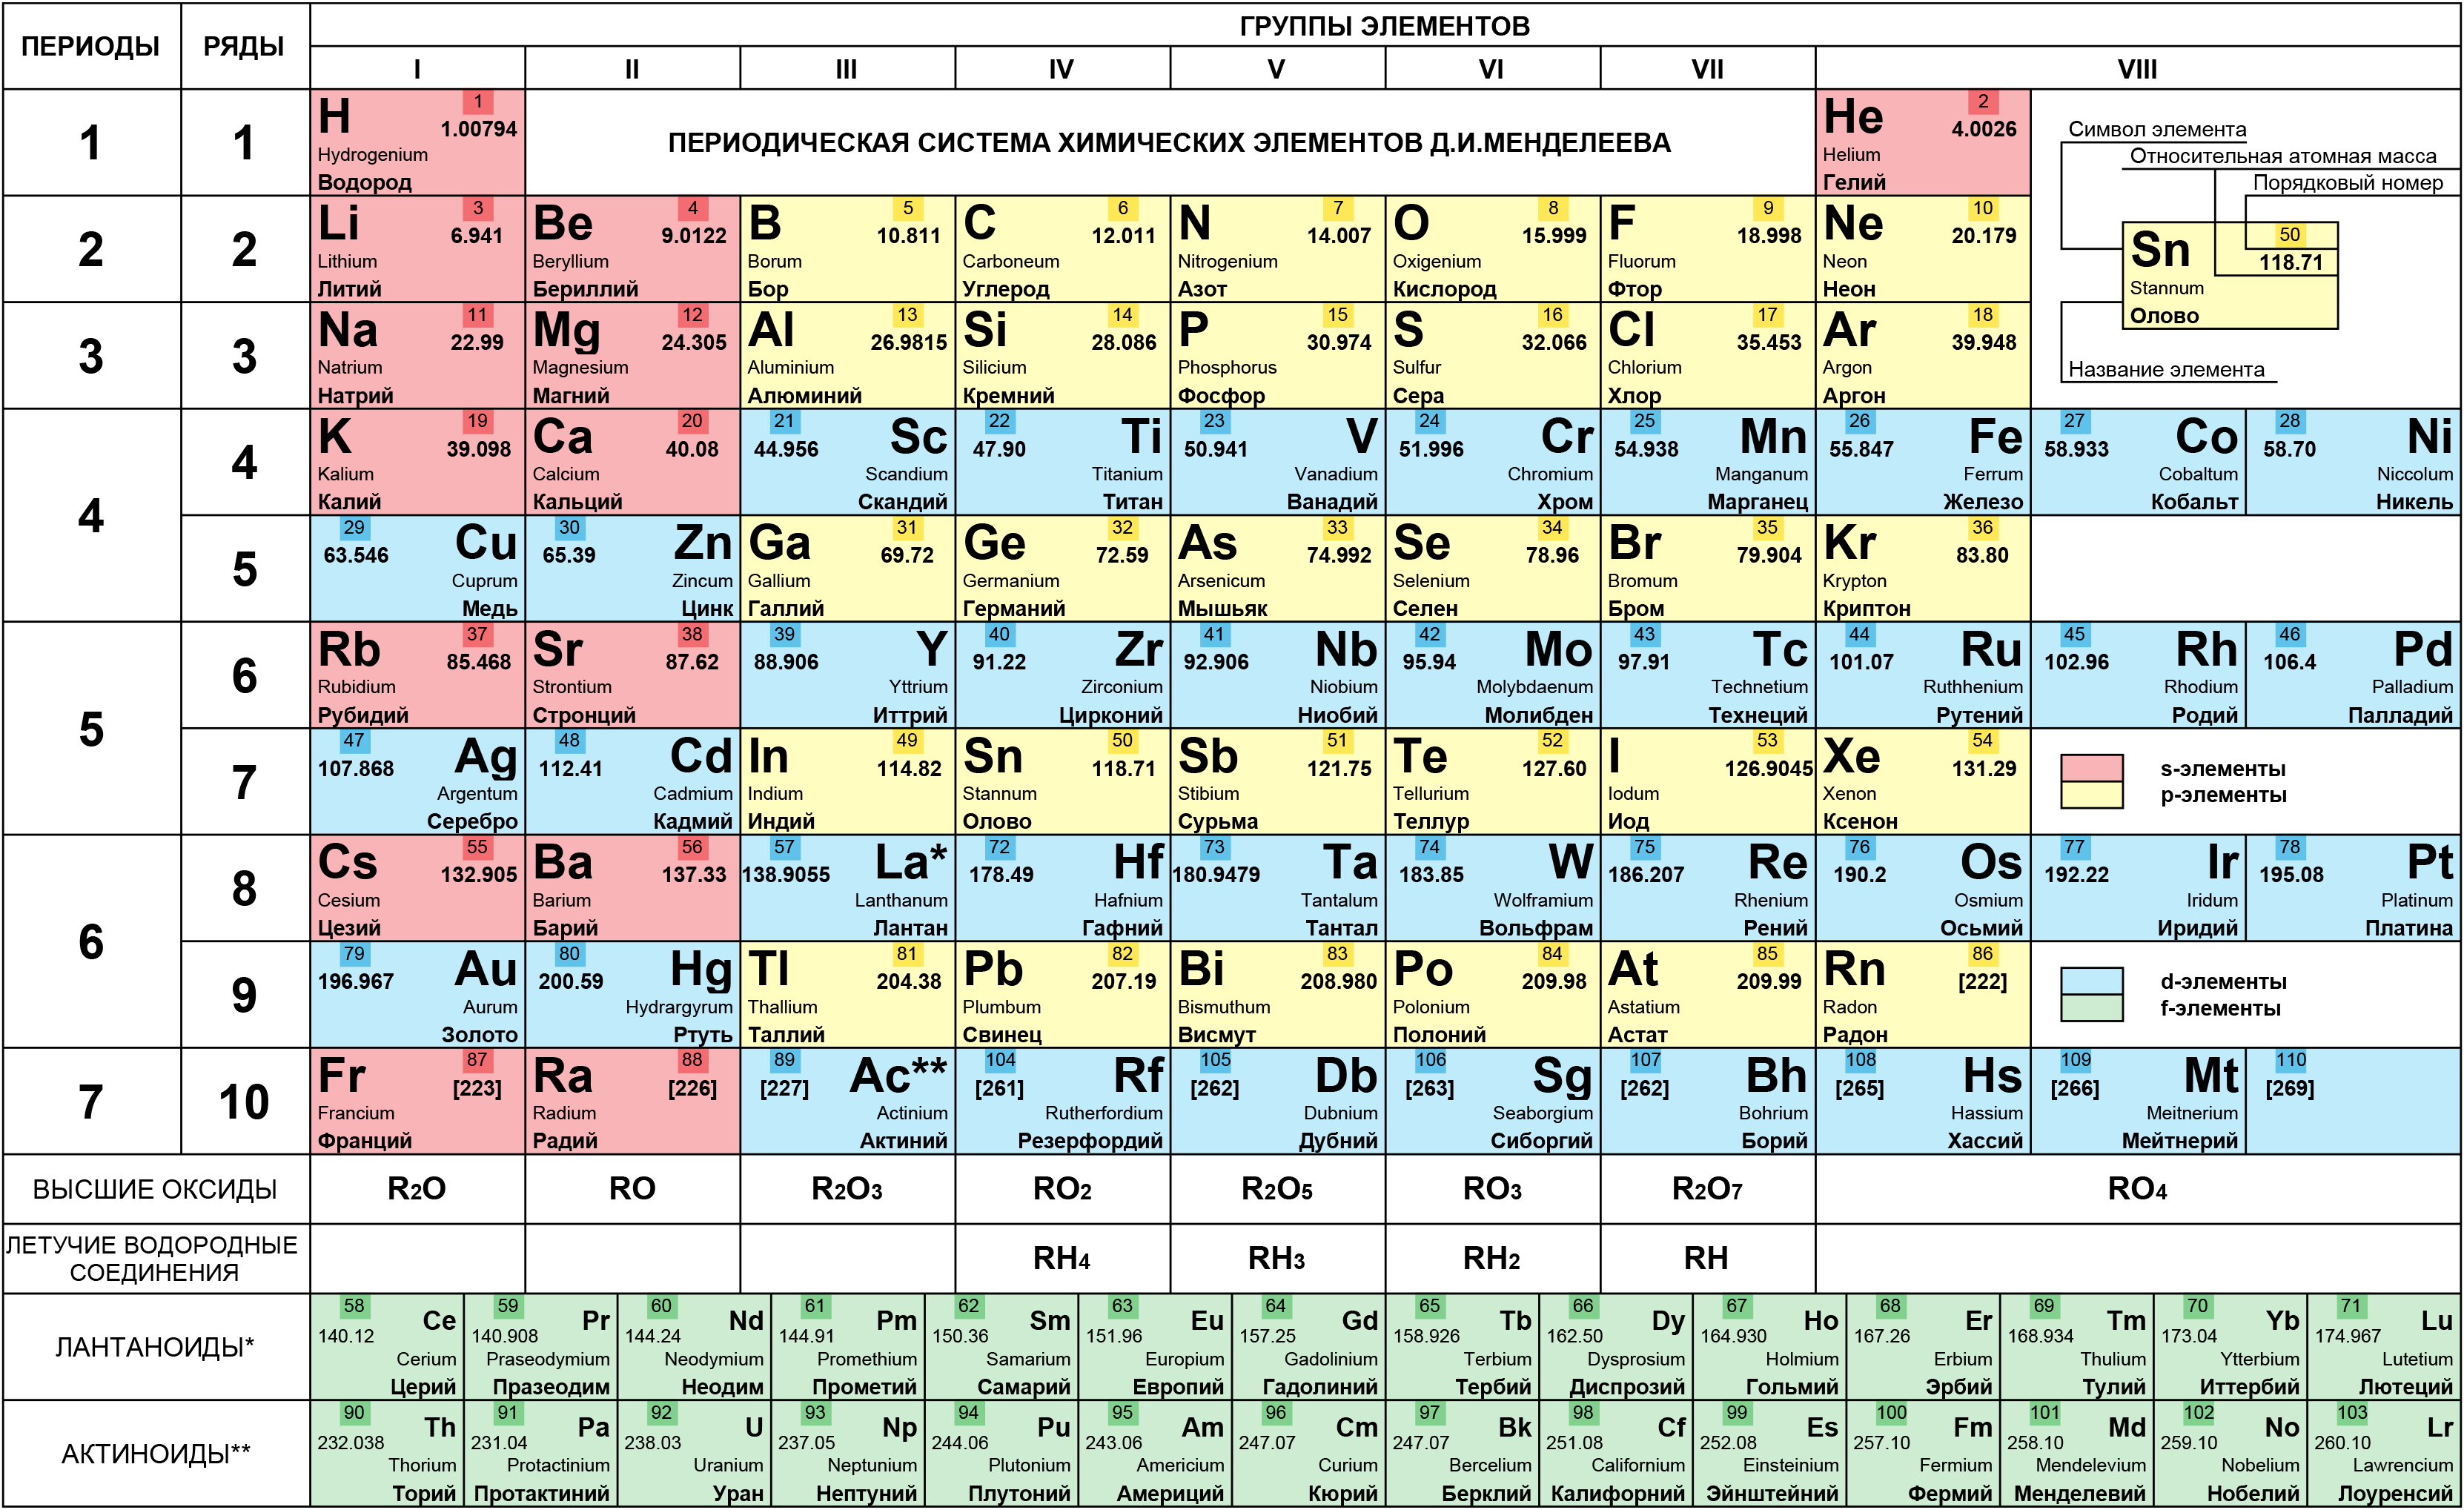 ПЕРИОДЫ РЯДЫ ГРУППЫ ЭЛЕМЕНТОВ
I II III IV V VI VII VIII
1 1
H 1 1.00794 Hydrogenium Водород
ПЕРИОДИЧЕСКАЯ СИСТЕМА ХИМИЧЕСКИХ ЭЛЕМЕНТОВ Д.И.МЕНДЕЛЕЕВА
He 2 4.0026 Helium Гелий
Символ элемента
Относительная атомная масса
Порядковый номер
Sn 50 118.71 Stannum Олово
Название элемента
2 2
Li 3 6.941 Lithium Литий
Be 4 9.0122 Beryllium Бериллий
B 5 10.811 Borum Бор
C 6 12.011 Carboneum Углерод
N 7 14.007 Nitrogenium Азот
O 8 15.999 Oxigenium Кислород
F 9 18.998 Fluorum Фтор
Ne 10 20.179 Neon Неон
3 3
Na 11 22.99 Natrium Натрий
Mg 12 24.305 Magnesium Магний
Al 13 26.9815 Aluminium Алюминий
Si 14 28.086 Silicium Кремний
P 15 30.974 Phosphorus Фосфор
S 16 32.066 Sulfur Сера
Cl 17 35.453 Chlorium Хлор
Ar 18 39.948 Argon Аргон
4 4
K 19 39.098 Kalium Калий
Ca 20 40.08 Calcium Кальций
21 44.956 Sc Scandium Скандий
22 47.90 Ti Titanium Титан
23 50.941 V Vanadium Ванадий
24 51.996 Cr Chromium Хром
25 54.938 Mn Manganum Марганец
26 55.847 Fe Ferrum Железо
27 58.933 Co Cobaltum Кобальт
28 58.70 Ni Niccolum Никель
5
29 63.546 Cu Cuprum Медь
30 65.39 Zn Zincum Цинк
Ga 31 69.72 Gallium Галлий
Ge 32 72.59 Germanium Германий
As 33 74.992 Arsenicum Мышьяк
Se 34 78.96 Selenium Селен
Br 35 79.904 Bromum Бром
Kr 36 83.80 Krypton Криптон
5 6
Rb 37 85.468 Rubidium Рубидий
Sr 38 87.62 Strontium Стронций
39 88.906 Y Yttrium Иттрий
40 91.22 Zr Zirconium Цирконий
41 92.906 Nb Niobium Ниобий
42 95.94 Mo Molybdaenum Молибден
43 97.91 Tc Technetium Технеций
44 101.07 Ru Ruthhenium Рутений
45 102.96 Rh Rhodium Родий
46 106.4 Pd Palladium Палладий
7
47 107.868 Ag Argentum Серебро
48 112.41 Cd Cadmium Кадмий
In 49 114.82 Indium Индий
Sn 50 118.71 Stannum Олово
Sb 51 121.75 Stibium Сурьма
Te 52 127.60 Tellurium Теллур
I 53 126.9045 Iodum Иод
Xe 54 131.29 Xenon Ксенон
s-элементы
p-элементы
6 8
Cs 55 132.905 Cesium Цезий
Ba 56 137.33 Barium Барий
57 138.9055 La* Lanthanum Лантан
72 178.49 Hf Hafnium Гафний
73 180.9479 Ta Tantalum Тантал
74 183.85 W Wolframium Вольфрам
75 186.207 Re Rhenium Рений
76 190.2 Os Osmium Осьмий
77 192.22 Ir Iridum Иридий
78 195.08 Pt Platinum Платина
9
79 196.967 Au Aurum Золото
80 200.59 Hg Hydrargyrum Ртуть
Tl 81 204.38 Thallium Таллий
Pb 82 207.19 Plumbum Свинец
Bi 83 208.980 Bismuthum Висмут
Po 84 209.98 Polonium Полоний
At 85 209.99 Astatium Астат
Rn 86 [222] Radon Радон
d-элементы
f-элементы
7 10
Fr 87 [223] Francium Франций
Ra 88 [226] Radium Радий
89 [227] Ac** Actinium Актиний
104 [261] Rf Rutherfordium Резерфордий
105 [262] Db Dubnium Дубний
106 [263] Sg Seaborgium Сиборгий
107 [262] Bh Bohrium Борий
108 [265] Hs Hassium Хассий
109 [266] Mt Meitnerium Мейтнерий
110 [269]
ВЫСШИЕ ОКСИДЫ R2O RO R2O3 RO2 R2O5 RO3 R2O7 RO4
ЛЕТУЧИЕ ВОДОРОДНЫЕ
СОЕДИНЕНИЯ RH4 RH3 RH2 RH
ЛАНТАНОИДЫ*
58 Ce 140.12 Cerium Церий
59 Pr 140.908 Praseodymium Празеодим
60 Nd 144.24 Neodymium Неодим
61 Pm 144.91 Promethium Прометий
62 Sm 150.36 Samarium Самарий
63 Eu 151.96 Europium Европий
64 Gd 157.25 Gadolinium Гадолиний
65 Tb 158.926 Terbium Тербий
66 Dy 162.50 Dysprosium Диспрозий
67 Ho 164.930 Holmium Гольмий
68 Er 167.26 Erbium Эрбий
69 Tm 168.934 Thulium Тулий
70 Yb 173.04 Ytterbium Иттербий
71 Lu 174.967 Lutetium Лютеций
АКТИНОИДЫ**
90 Th 232.038 Thorium Торий
91 Pa 231.04 Protactinium Протактиний
92 U 238.03 Uranium Уран
93 Np 237.05 Neptunium Нептуний
94 Pu 244.06 Plutonium Плутоний
95 Am 243.06 Americium Америций
96 Cm 247.07 Curium Кюрий
97 Bk 247.07 Bercelium Берклий
98 Cf 251.08 Californium Калифорний
99 Es 252.08 Einsteinium Эйнштейний
100 Fm 257.10 Fermium Фермий
101 Md 258.10 Mendelevium Менделевий
102 No 259.10 Nobelium Нобелий
103 Lr 260.10 Lawrencium Лоуренсий